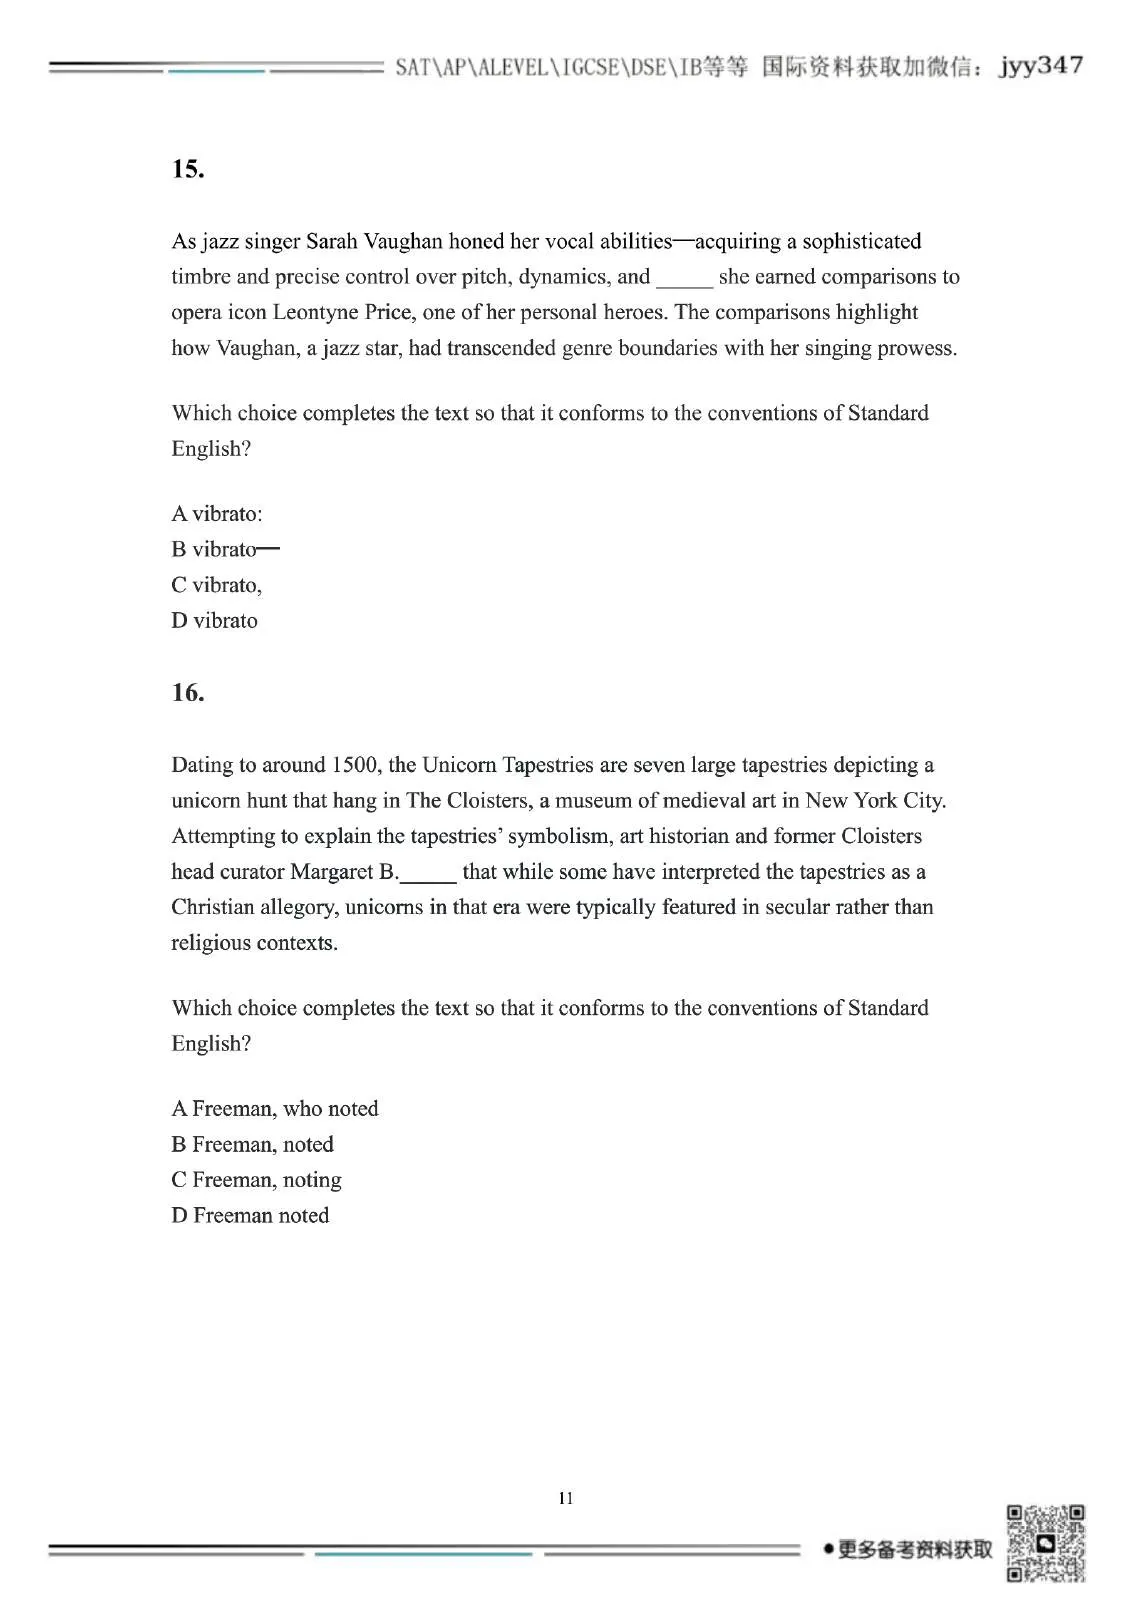 SAT\AP\ALEVEL\IGCSE\DSE\IB等等 国际资料获取加微信: jyy347
15.
As jazz singer Sarah Vaughan honed her vocal abilities—acquiring a sophisticated
timbre and precise control over pitch, dynamics, and _____ she earned comparisons to
opera icon Leontyne Price, one of her personal heroes. The comparisons highlight
how Vaughan, a jazz star, had transcended genre boundaries with her singing prowess.
Which choice completes the text so that it conforms to the conventions of Standard
English?
A vibrato:
B vibrato—
C vibrato,
D vibrato
16.
Dating to around 1500, the Unicorn Tapestries are seven large tapestries depicting a
unicorn hunt that hang in The Cloisters, a museum of medieval art in New York City.
Attempting to explain the tapestries’ symbolism, art historian and former Cloisters
head curator Margaret B._____ that while some have interpreted the tapestries as a
Christian allegory, unicorns in that era were typically featured in secular rather than
religious contexts.
Which choice completes the text so that it conforms to the conventions of Standard
English?
A Freeman, who noted
B Freeman, noted
C Freeman, noting
D Freeman noted
11
●更多备考资料获取